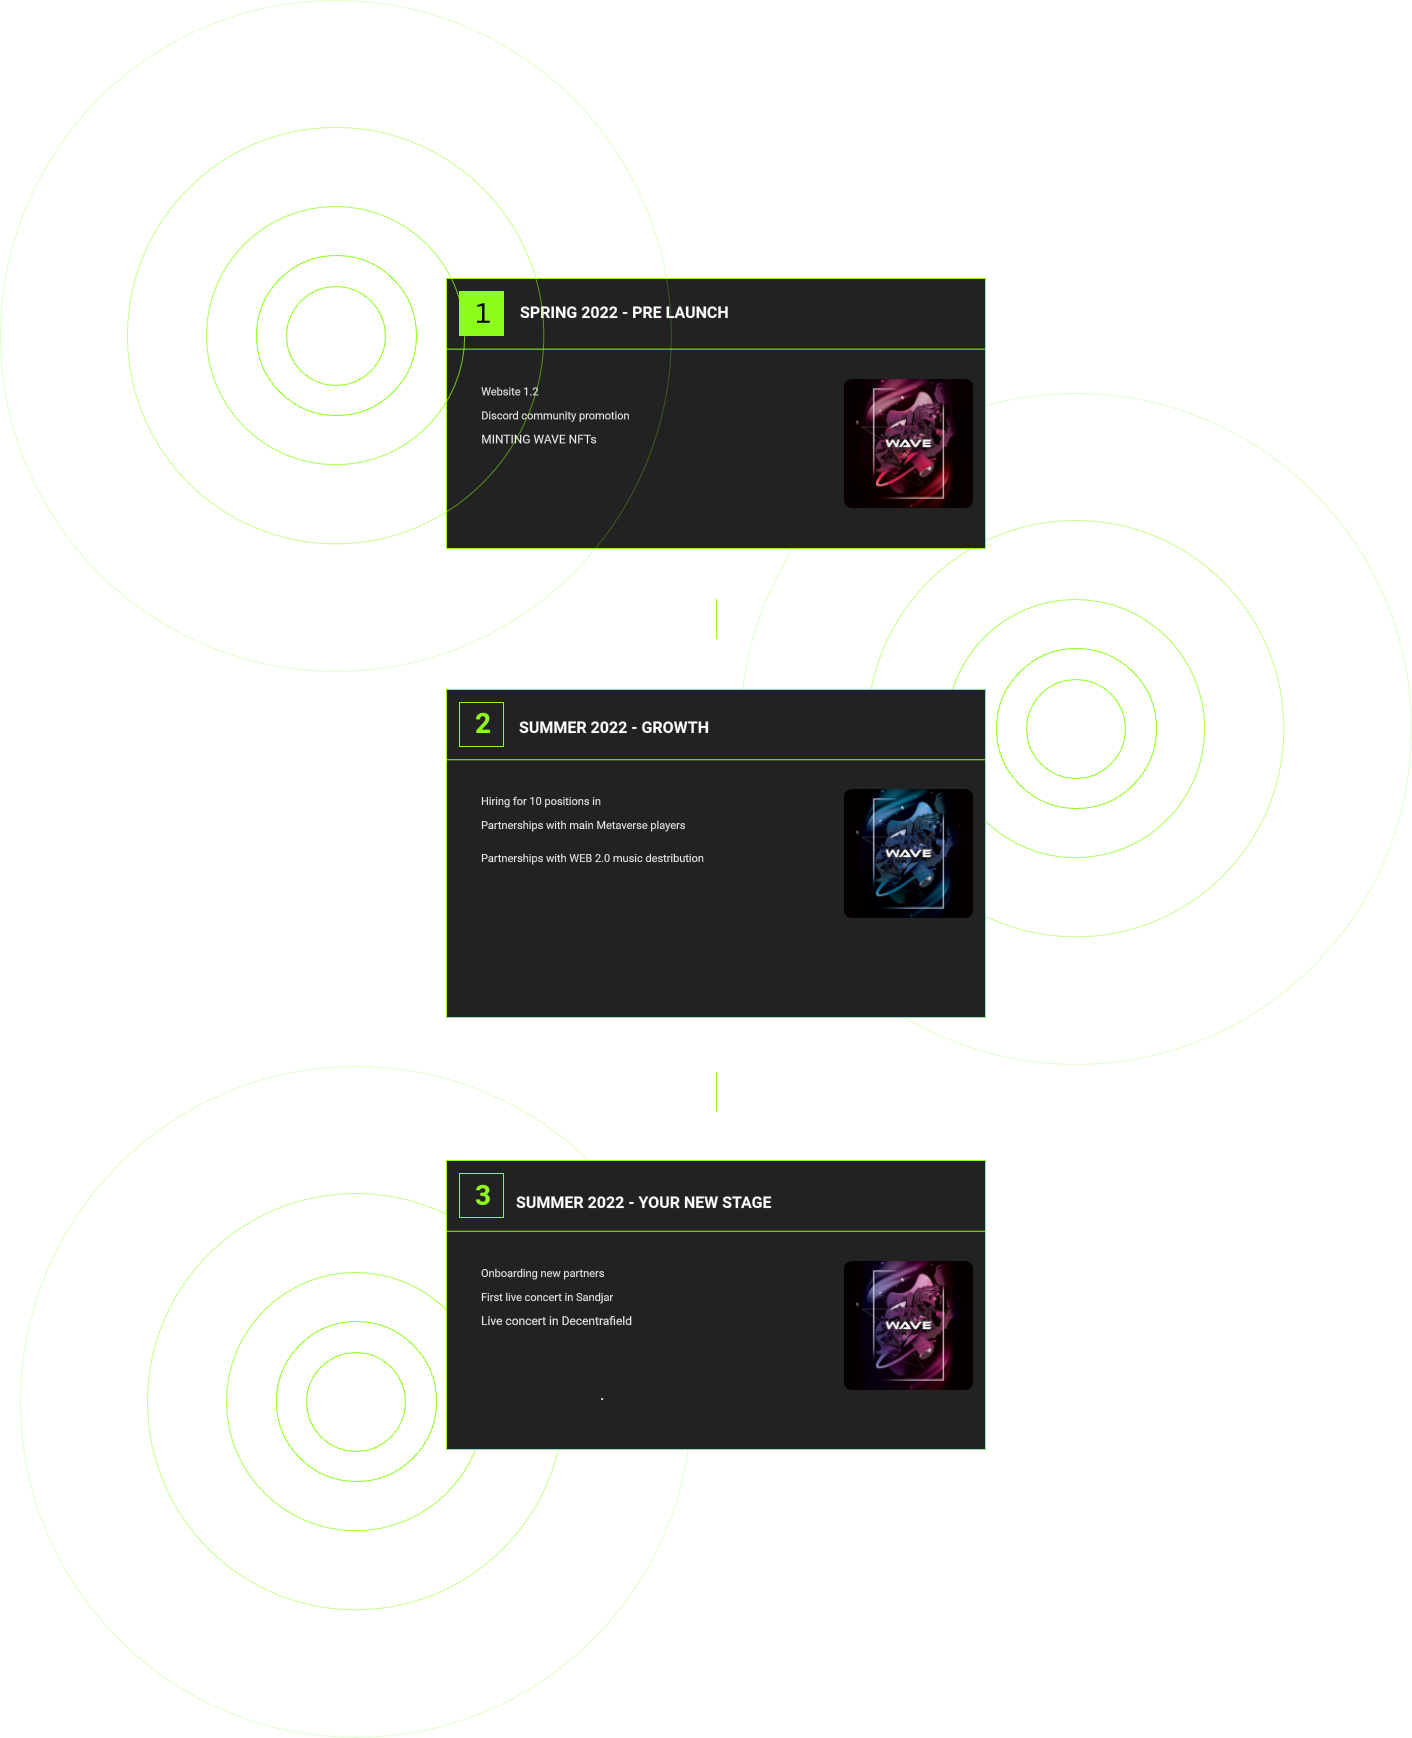 1
SPRING 2022 - PRE LAUNCH
Website 1.2
Discord community promotion
MINTING WAVE NFTs
WAVE
2
SUMMER 2022 - GROWTH
Hiring for 10 positions in
Partnerships with main Metaverse players
Partnerships with WEB 2.0 music destribution
WAVE
3
SUMMER 2022 - YOUR NEW STAGE
Onboarding new partners
First live concert in Sandjar
Live concert in Decentrafield
.
WAVE